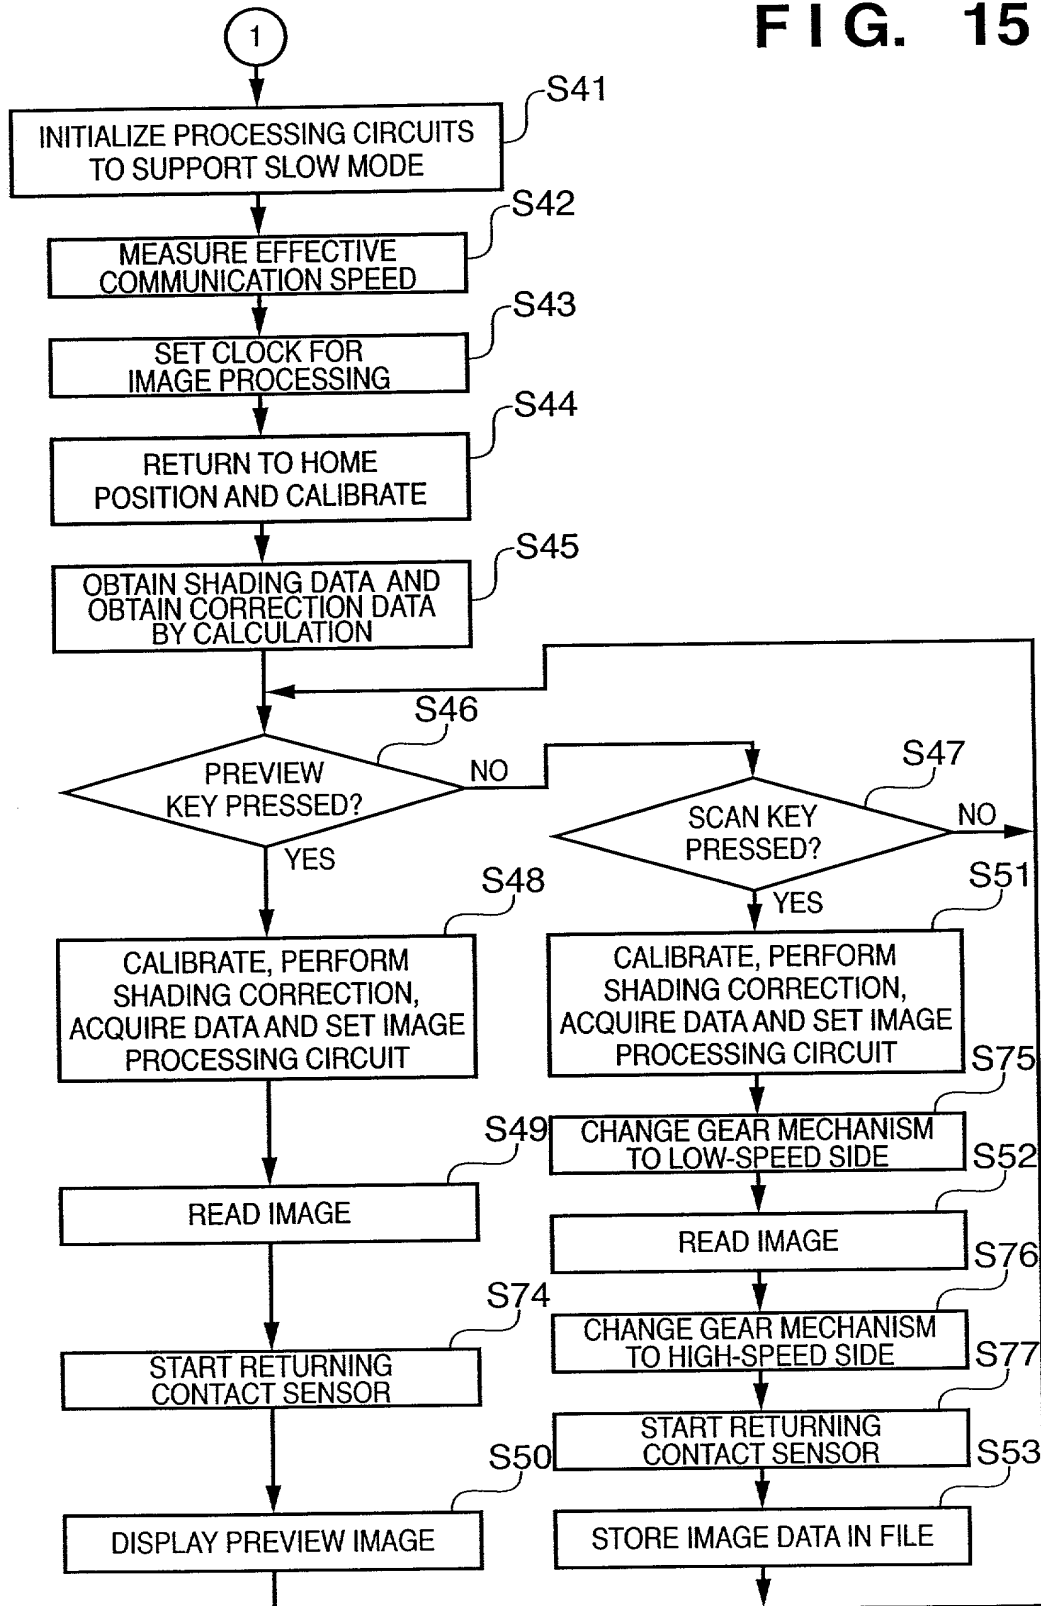 FIG. 15
1
S41
INITIALIZE PROCESSING CIRCUITS
TO SUPPORT SLOW MODE
S42
MEASURE EFFECTIVE
COMMUNICATION SPEED
S43
SET CLOCK FOR
IMAGE PROCESSING
S44
RETURN TO HOME
POSITION AND CALIBRATE
S45
OBTAIN SHADING DATA AND
OBTAIN CORRECTION DATA
BY CALCULATION
S46
PREVIEW
KEY PRESSED?
NO
YES
S47
SCAN KEY
PRESSED?
NO
YES
S48
CALIBRATE, PERFORM
SHADING CORRECTION,
ACQUIRE DATA AND SET IMAGE
PROCESSING CIRCUIT
S49
READ IMAGE
S74
START RETURNING
CONTACT SENSOR
S50
DISPLAY PREVIEW IMAGE
S51
CALIBRATE, PERFORM
SHADING CORRECTION,
ACQUIRE DATA AND SET IMAGE
PROCESSING CIRCUIT
S75
CHANGE GEAR MECHANISM
TO LOW-SPEED SIDE
S52
READ IMAGE
S76
CHANGE GEAR MECHANISM
TO HIGH-SPEED SIDE
S77
START RETURNING
CONTACT SENSOR
S53
STORE IMAGE DATA IN FILE